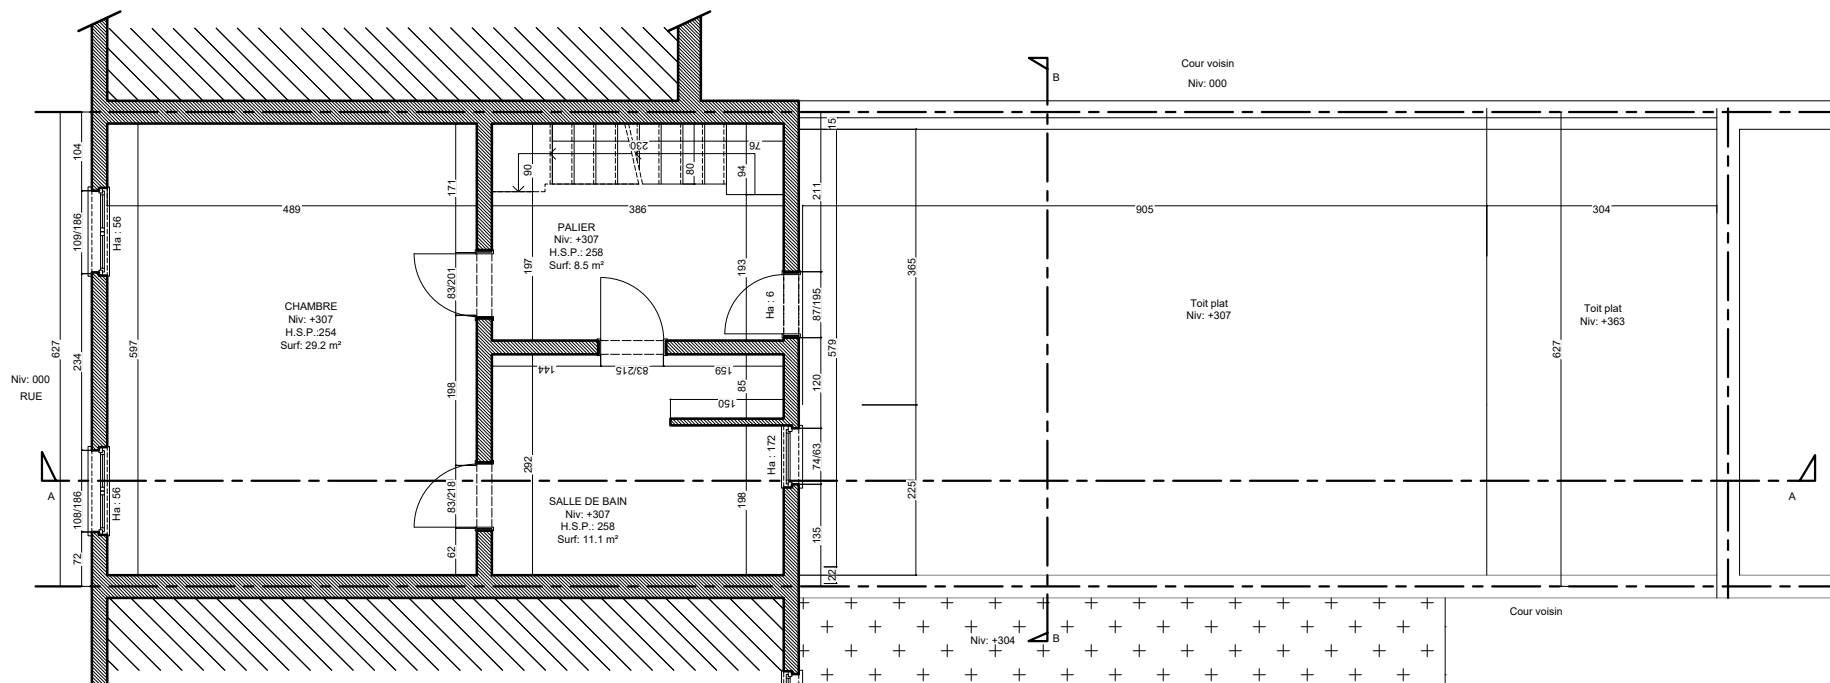 Cour voisin
Niv: 000
B
15
104
171
90
230
76
80
94
211
489
386
905
304
109/186
Ha : 56
PALIER
Niv: +307
H.S.P.: 258
Surf: 8.5 m²
197
193
365
83/201
Ha : 6
87/195
CHAMBRE
Niv: +307
H.S.P.:254
Surf: 29.2 m²
Toit plat
Niv: +307
Toit plat
Niv: +363
627
597
234
579
627
Niv: 000
RUE
144
83/215
159
198
85
120
150
292
Ha : 172
74/63
A
108/186
Ha : 56
83/218
SALLE DE BAIN
Niv: +307
H.S.P.: 258
Surf: 11.1 m²
198
225
A
72
62
135
22
Cour voisin
Niv: +304
B